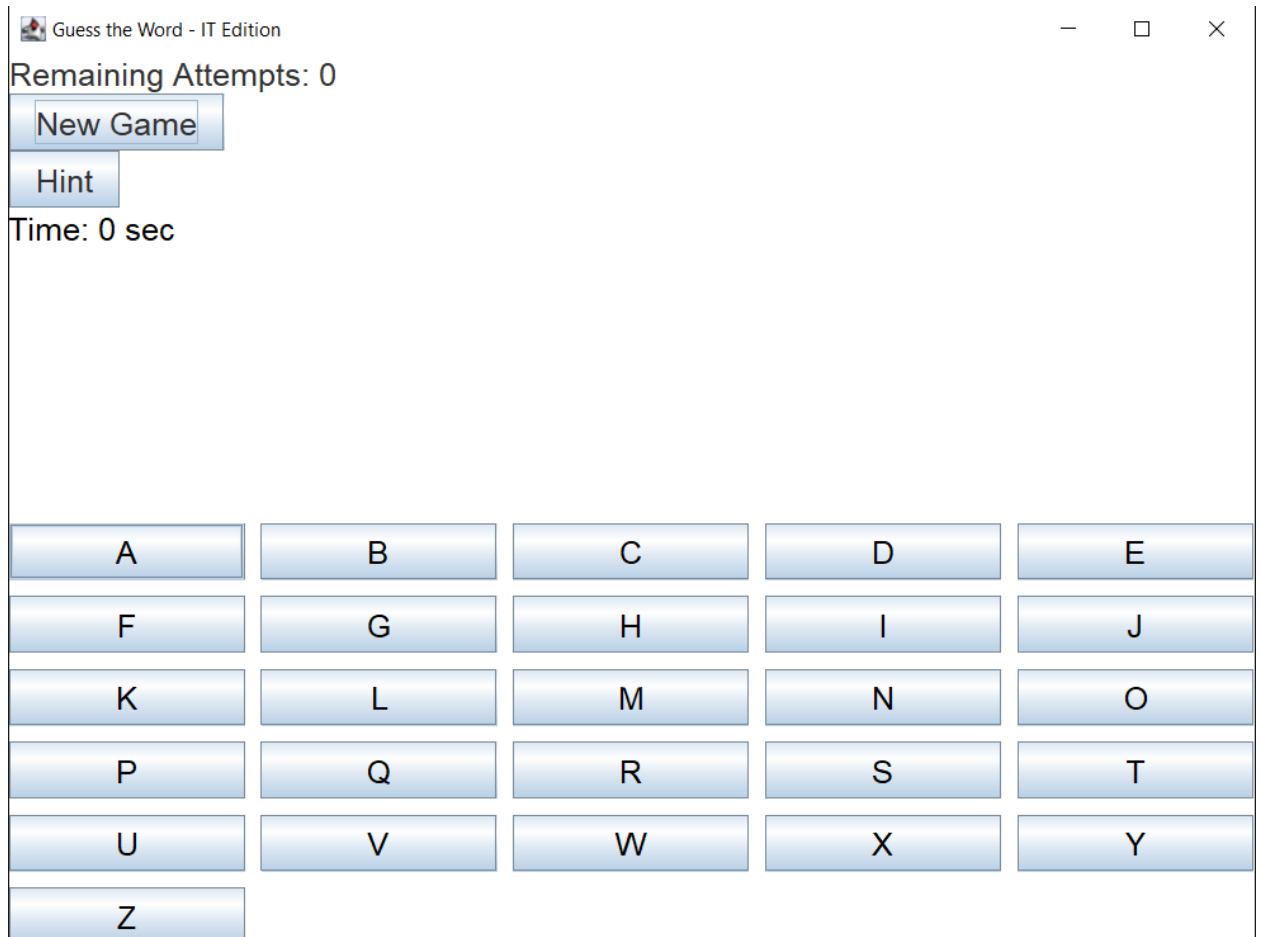 Guess the Word - IT Edition
Remaining Attempts: 0
New Game
Hint
Time: 0 sec
A B C D E
F G H I J
K L M N O
P Q R S T
U V W X Y
Z